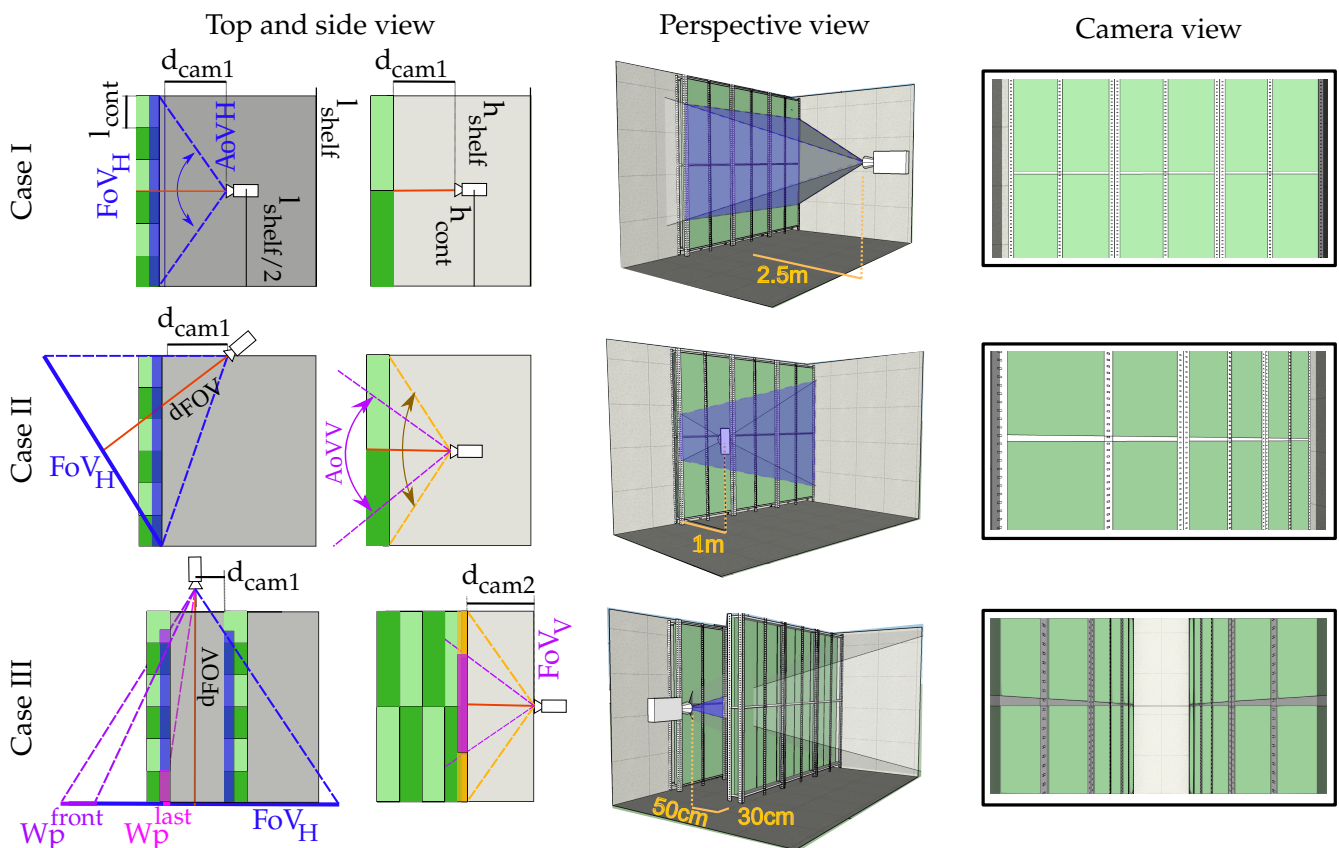 Top and side view
Perspective view
Camera view
Case I
d_cam1
l_cont
FoV_H
AoVH
l_shelf
l_shelf/2
d_cam1
h_shelf
h_cont
2.5m
Case II
d_cam1
dFOV
FoV_H
AoVV
1m
Case III
d_cam1
dFOV
Wp^front
Wp^last
FoV_H
d_cam2
FoV_V
50cm
30cm